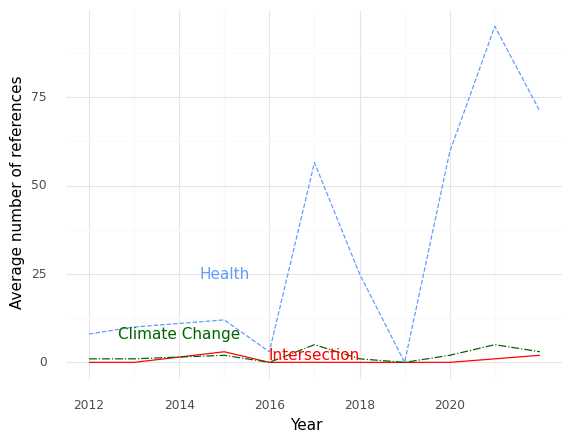 Average number of references
75
50
25
0
Health
Climate Change
Intersection
2012 2014 2016 2018 2020
Year